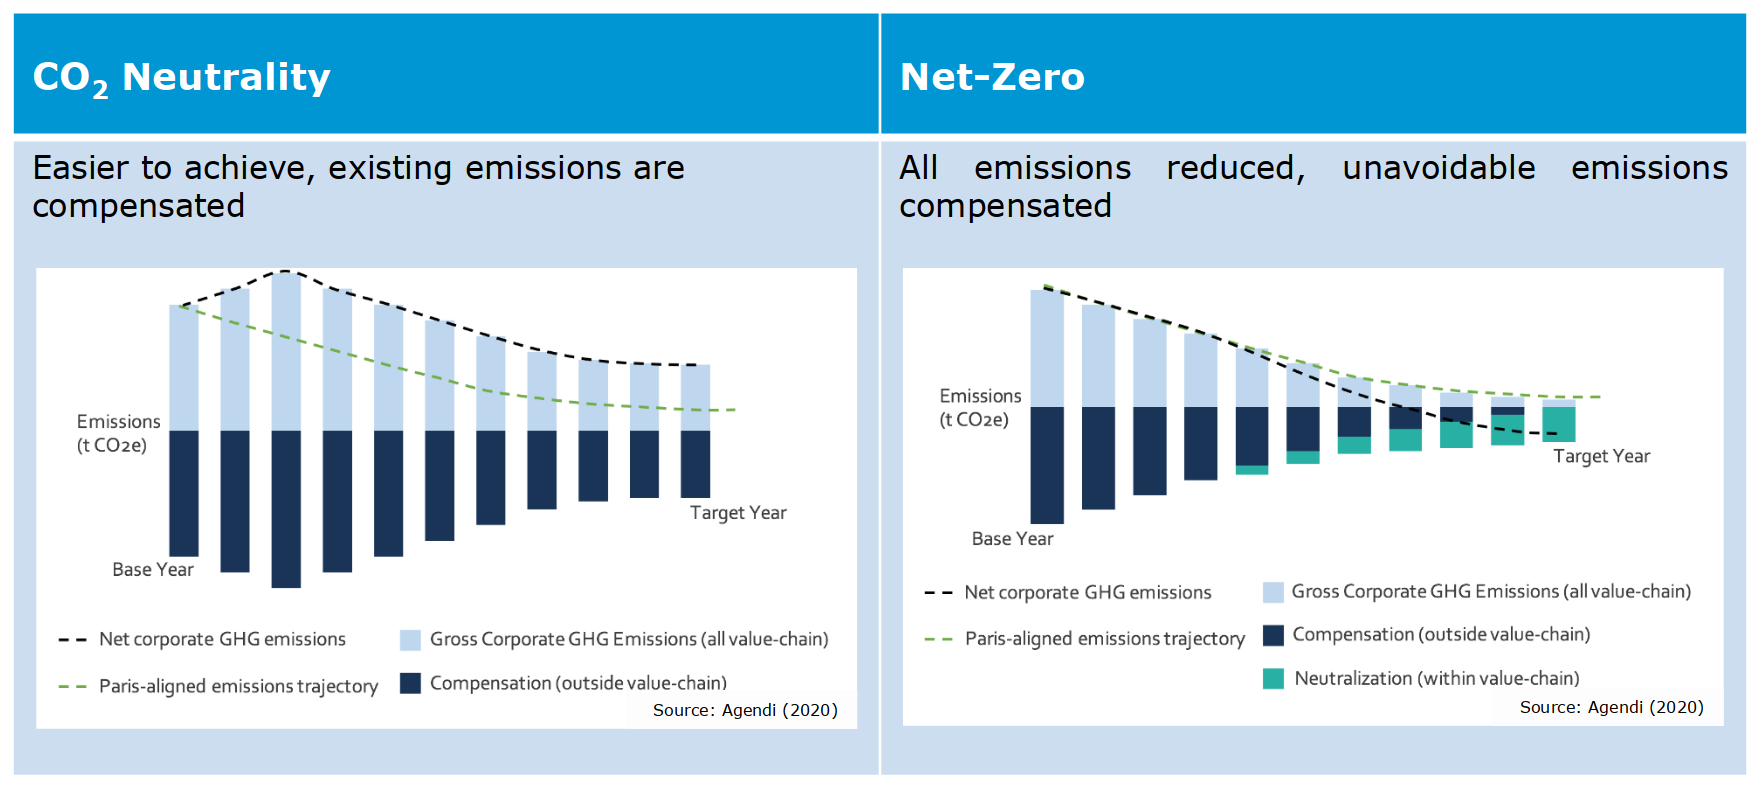 CO₂ Neutrality
Easier to achieve, existing emissions are
compensated
Emissions
(t CO2e)
Target Year
Base Year
Net corporate GHG emissions
Gross Corporate GHG Emissions (all value-chain)
Paris-aligned emissions trajectory
Compensation (outside value-chain)
Source: Agendi (2020)
Net-Zero
All emissions reduced, unavoidable emissions
compensated
Emissions
(t CO2e)
Target Year
Base Year
Net corporate GHG emissions
Gross Corporate GHG Emissions (all value-chain)
Paris-aligned emissions trajectory
Compensation (outside value-chain)
Neutralization (within value-chain)
Source: Agendi (2020)